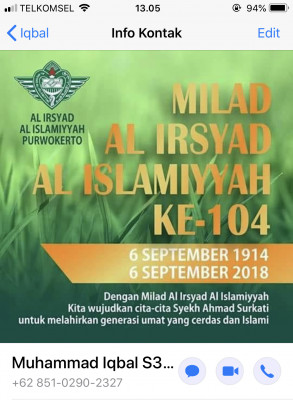 TELKOMSEL 13.05 94%
Iqbal Info Kontak Edit
AL IRSYAD
AL ISLAMIYYAH
PURWOKERTO
MILAD
AL IRSYAD
AL ISLAMIYYAH
KE-104
6 SEPTEMBER 1914
6 SEPTEMBER 2018
Dengan Milad Al Irsyad Al Islamiyyah
Kita wujudkan cita-cita Syekh Ahmad Surkati
untuk melahirkan generasi umat yang cerdas dan Islami
Muhammad Iqbal S3...
+62 851-0290-2327